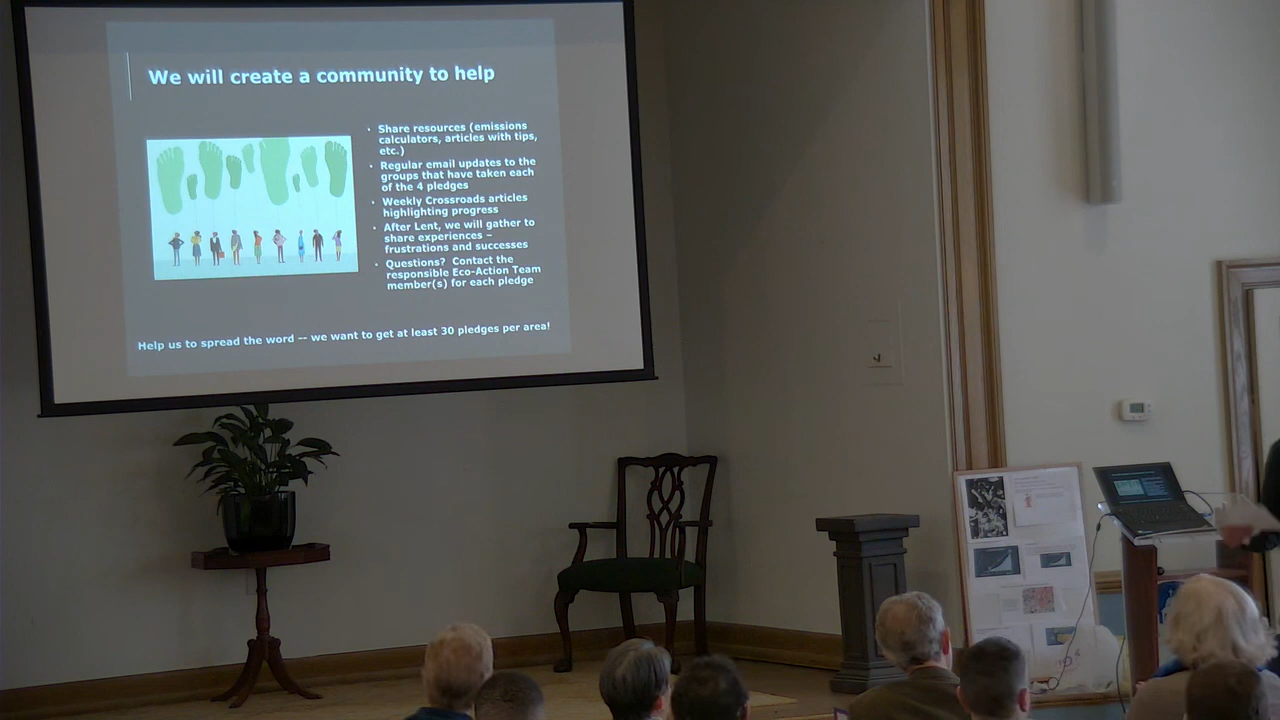 We will create a community to help
• Share resources (emissions
calculators, articles with tips,
etc.)
• Regular email updates to the
groups that have taken each
of the 4 pledges
• Weekly Crossroads articles
highlighting progress
• After Lent, we will gather to
share experiences –
frustrations and successes
• Questions? Contact the
responsible Eco-Action Team
member(s) for each pledge
Help us to spread the word -- we want to get at least 30 pledges per area!